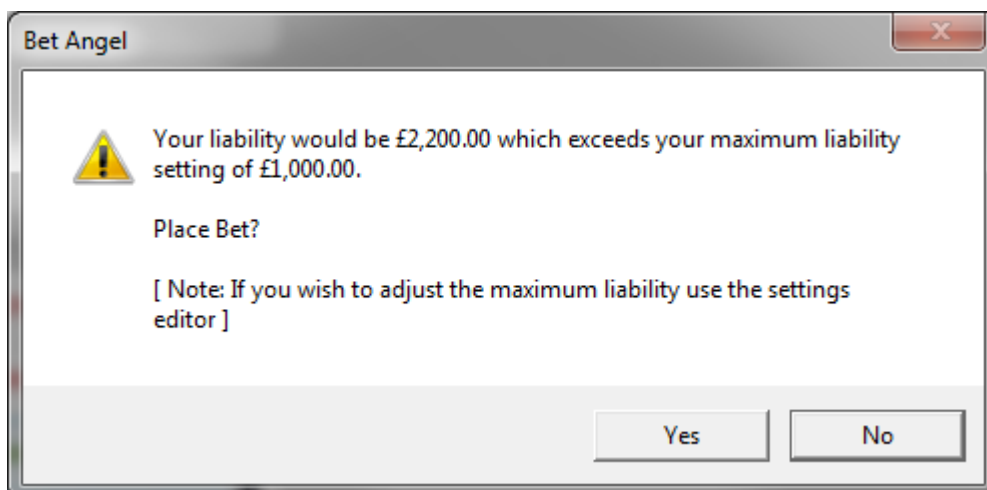 Bet Angel
Your liability would be £2,200.00 which exceeds your maximum liability
setting of £1,000.00.
Place Bet?
[ Note: If you wish to adjust the maximum liability use the settings
editor ]
Yes
No